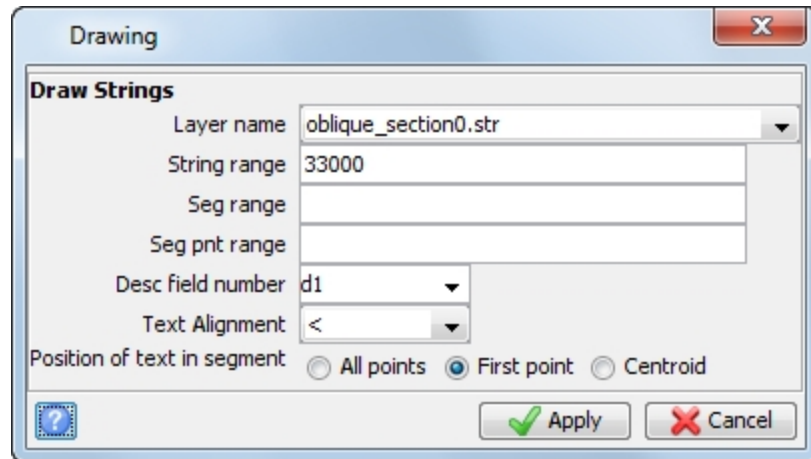 Drawing
Draw Strings
Layer name oblique_section0.str
String range 33000
Seg range
Seg pnt range
Desc field number d1
Text Alignment <
Position of text in segment All points First point Centroid
? Apply Cancel